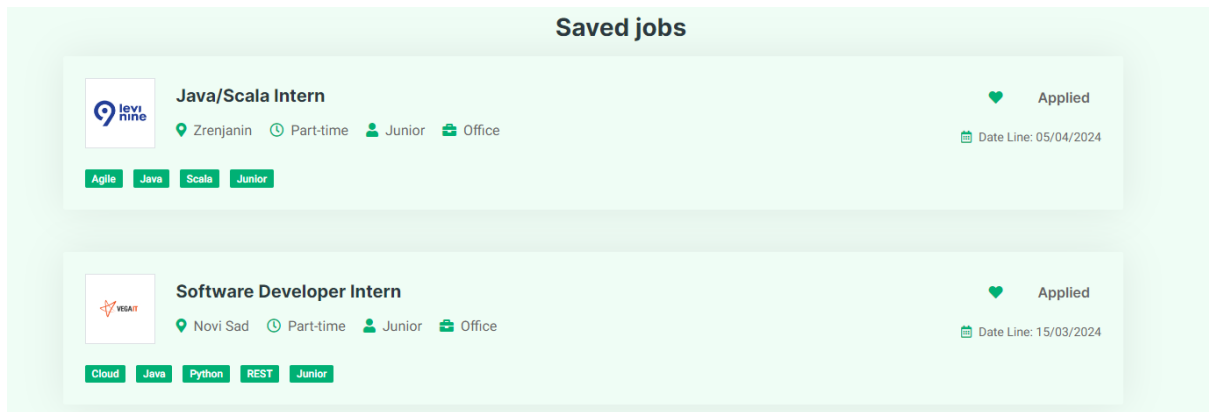 Saved jobs
levi
nine
Java/Scala Intern
Applied
Zrenjanin Part-time Junior Office
Date Line: 05/04/2024
Agile Java Scala Junior
VEGAIT
Software Developer Intern
Applied
Novi Sad Part-time Junior Office
Date Line: 15/03/2024
Cloud Java Python REST Junior